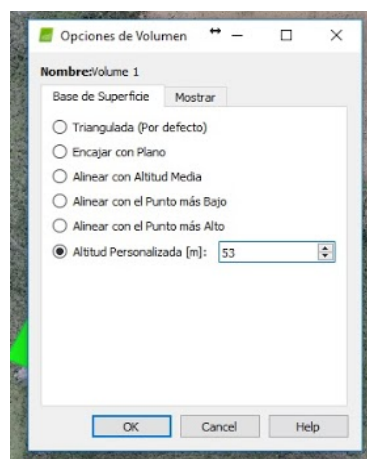 Opciones de Volumen
Nombre:Volume 1
Base de Superficie Mostrar
Triangulada (Por defecto)
Encajar con Plano
Alinear con Altitud Media
Alinear con el Punto más Bajo
Alinear con el Punto más Alto
Altitud Personalizada [m]: 53
OK Cancel Help